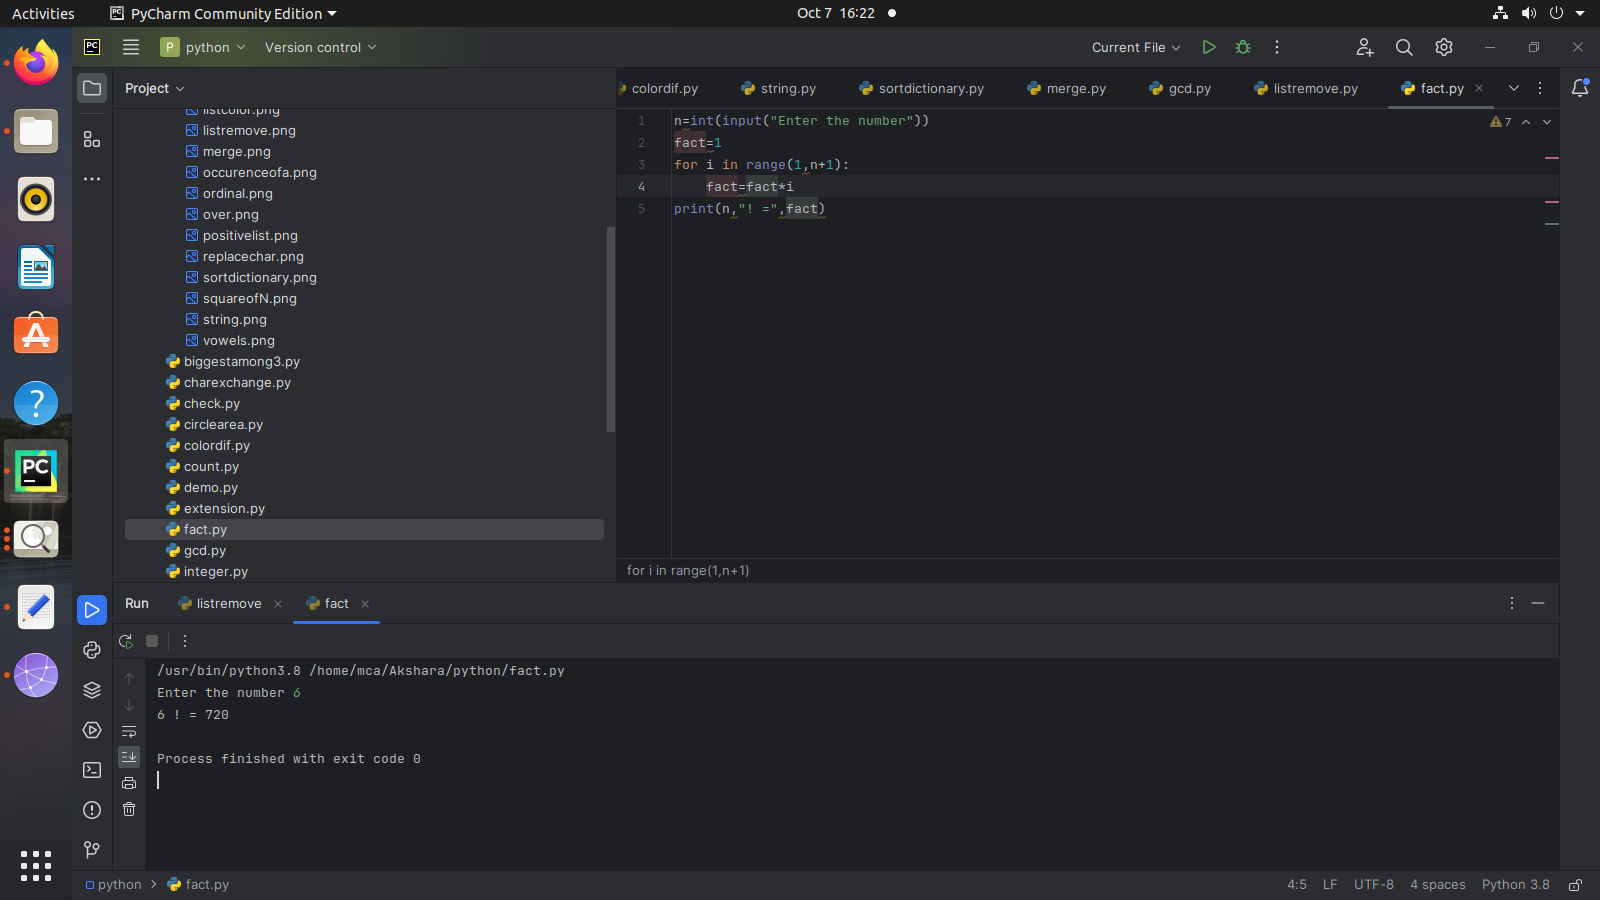 Activities
PyCharm Community Edition
Oct 7 16:22
PC
P python
Version control
Current File
Project
colordif.py
string.py
sortdictionary.py
merge.py
gcd.py
listremove.py
fact.py
listcolor.png
listremove.png
merge.png
occurenceofa.png
ordinal.png
over.png
positivelist.png
replacechar.png
sortdictionary.png
squareofN.png
string.png
vowels.png
biggestamong3.py
charexchange.py
check.py
circlearea.py
colordif.py
count.py
demo.py
extension.py
fact.py
gcd.py
integer.py
1 n=int(input("Enter the number"))
2 fact=1
3 for i in range(1,n+1):
4     fact=fact*i
5 print(n,"! =",fact)
7
for i in range(1,n+1)
PC
Run
listremove
fact
/usr/bin/python3.8 /home/mca/Akshara/python/fact.py
Enter the number 6
6 ! = 720
Process finished with exit code 0
python
fact.py
4:5
LF
UTF-8
4 spaces
Python 3.8